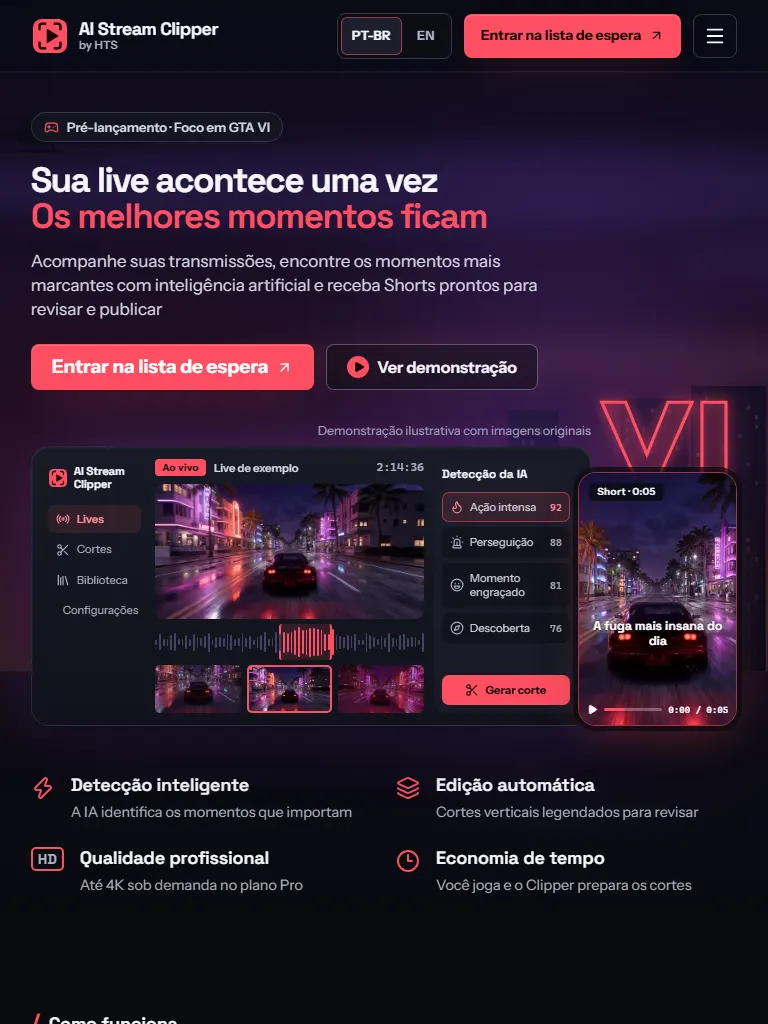 AI Stream Clipper
by HTS
PT-BR
EN
Entrar na lista de espera
Pré-lançamento · Foco em GTA VI
Sua live acontece uma vez
Os melhores momentos ficam
Acompanhe suas transmissões, encontre os momentos mais
marcantes com inteligência artificial e receba Shorts prontos para
revisar e publicar
Entrar na lista de espera
Ver demonstração
VI
Demonstração ilustrativa com imagens originais
AI Stream
Clipper
Lives
Cortes
Biblioteca
Configurações
Ao vivo
Live de exemplo
2:14:36
Detecção da IA
Ação intensa 92
Perseguição 88
Momento
engraçado 81
Descoberta 76
Gerar corte
Short · 0:05
A fuga mais insana do
dia
0:00 / 0:05
Detecção inteligente
A IA identifica os momentos que importam
Edição automática
Cortes verticais legendados para revisar
HD
Qualidade profissional
Até 4K sob demanda no plano Pro
Economia de tempo
Você joga e o Clipper prepara os cortes
/ Como funciona